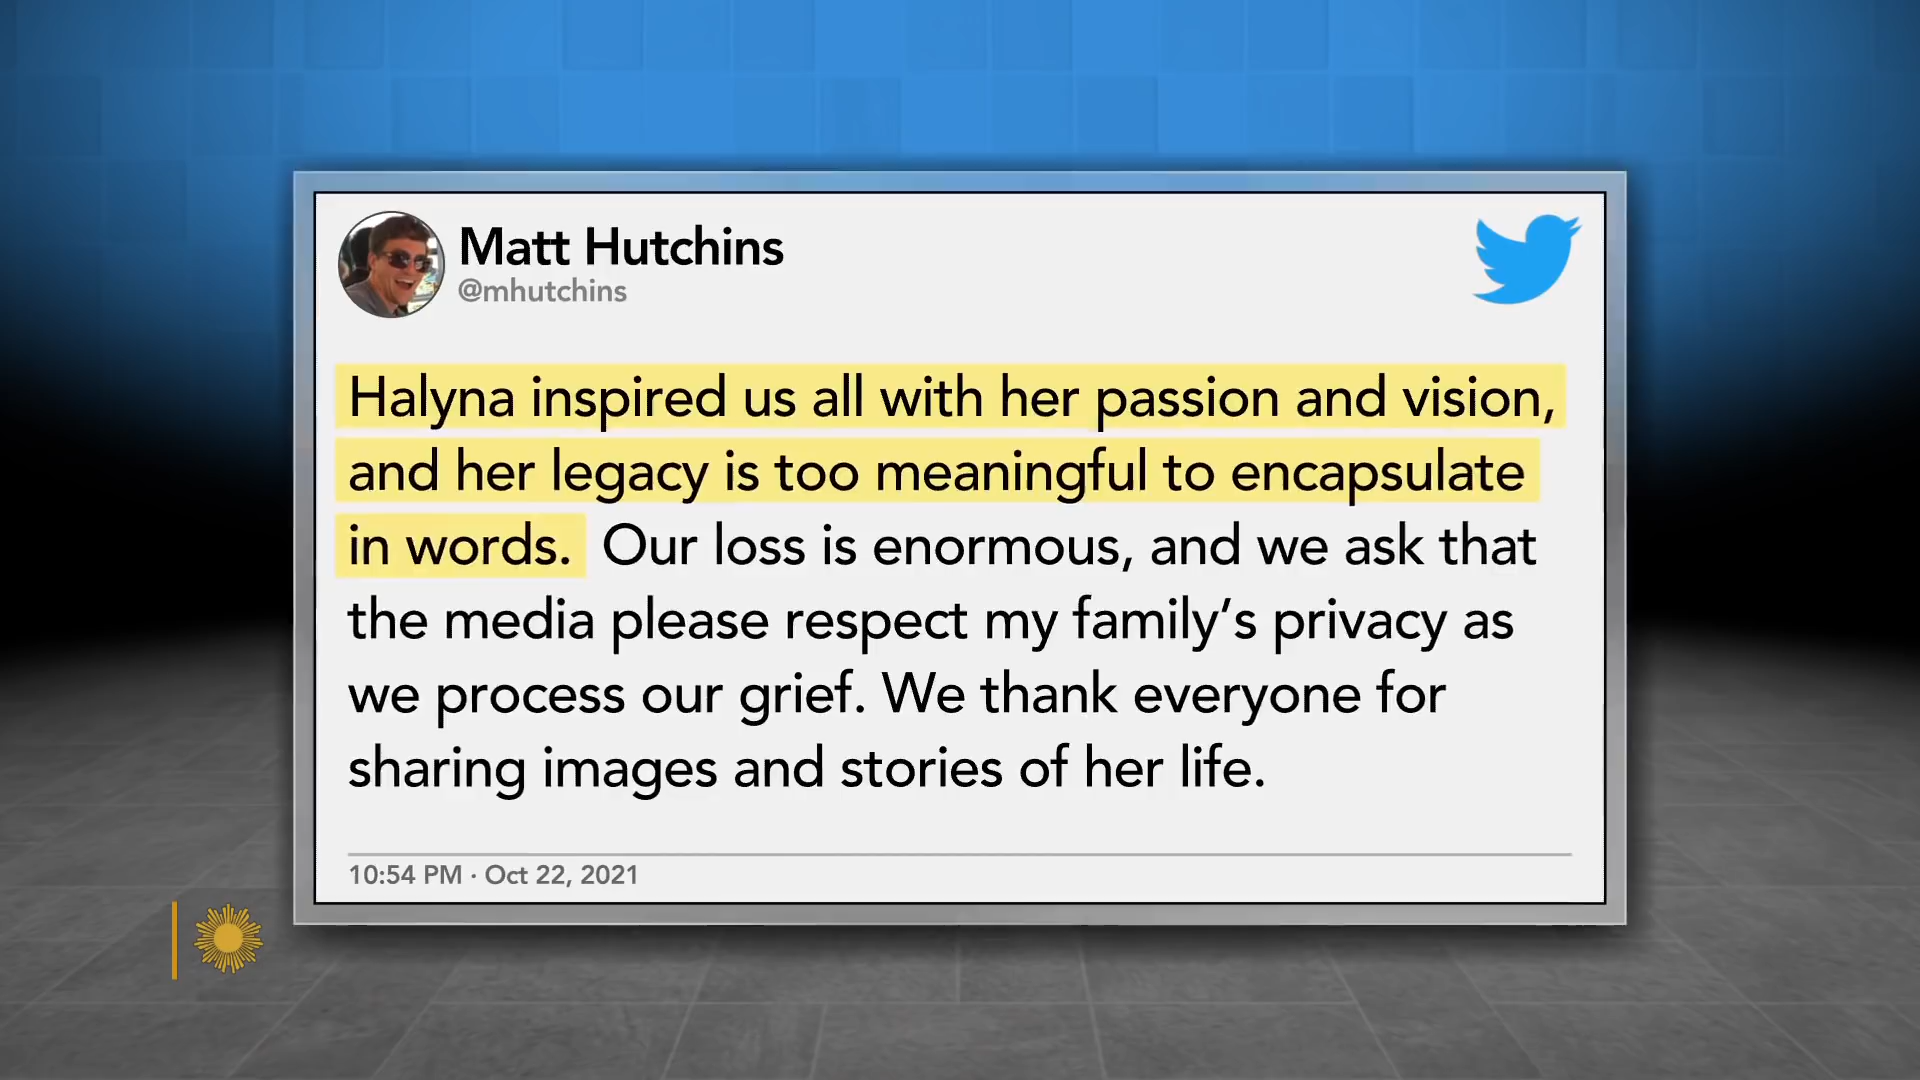 Matt Hutchins
@mhutchins
Halyna inspired us all with her passion and vision,
and her legacy is too meaningful to encapsulate
in words. Our loss is enormous, and we ask that
the media please respect my family’s privacy as
we process our grief. We thank everyone for
sharing images and stories of her life.
10:54 PM · Oct 22, 2021